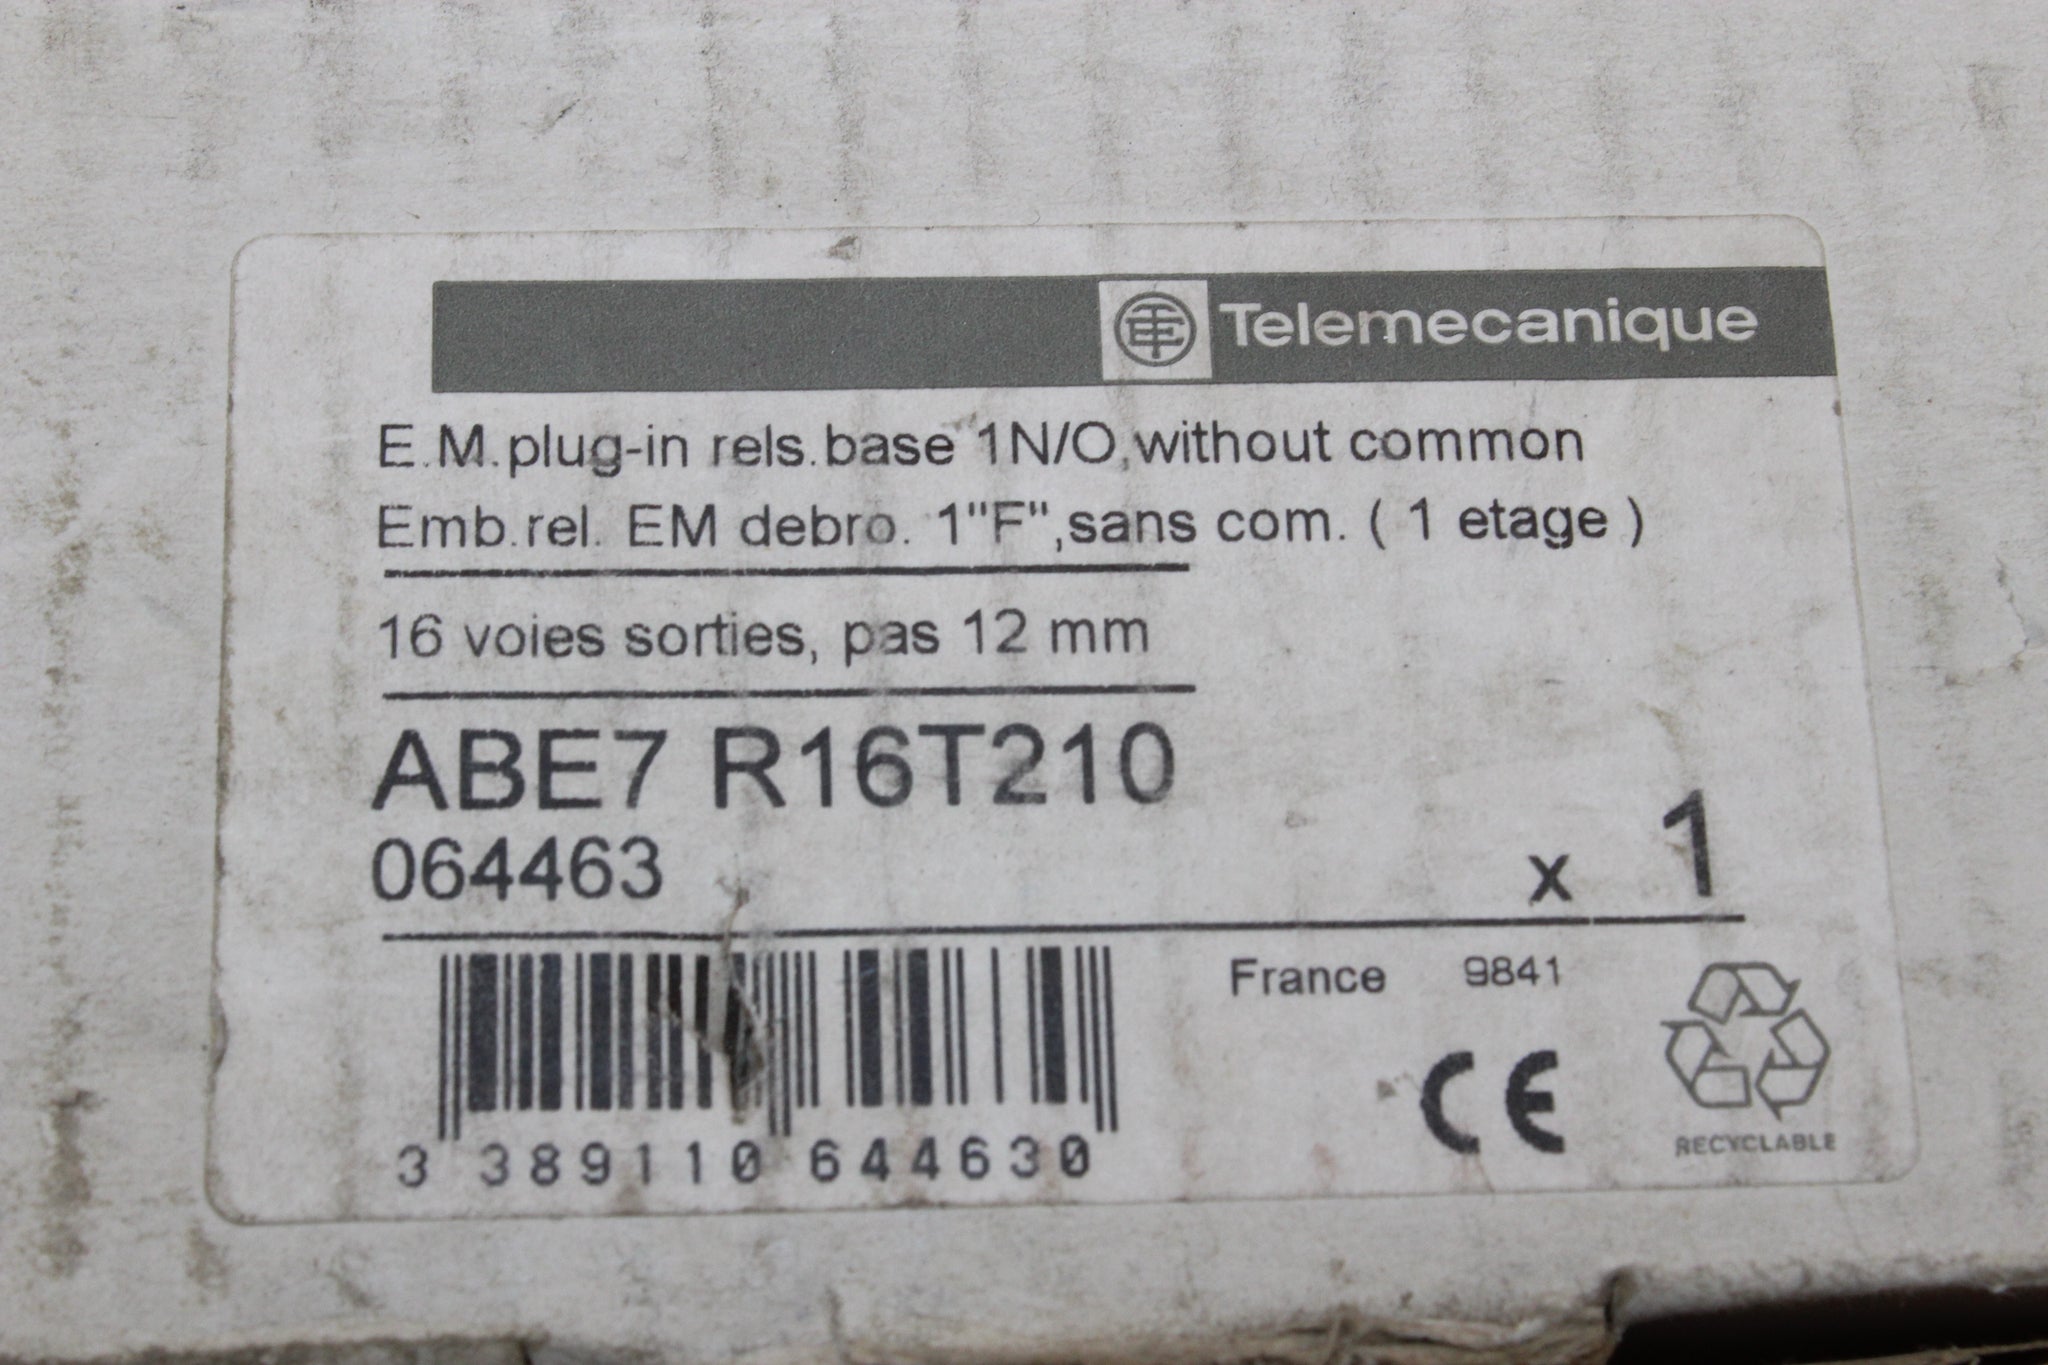 Telemecanique
E.M.plug-in rels.base 1N/O,without common
Emb.rel. EM debro. 1"F",sans com. ( 1 etage )
16 voies sorties, pas 12 mm
ABE7 R16T210
064463
x 1
France 9841
CE
RECYCLABLE
3 389110 644630